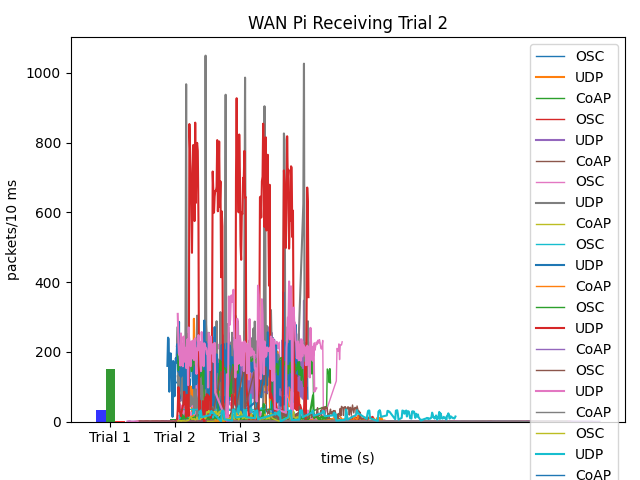 WAN Pi Receiving Trial 2
packets/10 ms
1000
800
600
400
200
0
Trial 1
Trial 2
Trial 3
time (s)
OSC
UDP
CoAP
OSC
UDP
CoAP
OSC
UDP
CoAP
OSC
UDP
CoAP
OSC
UDP
CoAP
OSC
UDP
CoAP
OSC
UDP
CoAP